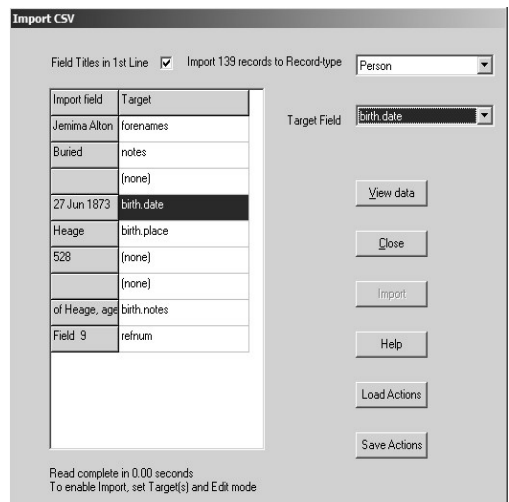 Import CSV
Field Titles in 1st Line Import 139 records to Record-type Person
Import field Target
Target Field birth.date
Jemima Alton forenames
Buried notes
(none)
27 Jun 1873 birth.date
Heage birth.place
528 (none)
(none)
of Heage, age birth.notes
Field 9 refnum
View data
Close
Import
Help
Load Actions
Save Actions
Read complete in 0.00 seconds
To enable Import, set Target(s) and Edit mode